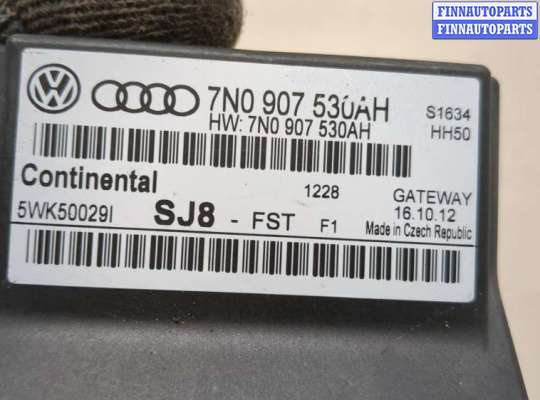 FINNAUTOPARTS
FINNAUTOPARTS
7N0 907 530AH S1634
HW: 7N0 907 530AH HH50
Continental 1228 GATEWAY
5WK50029I SJ8 - FST F1 16.10.12
Made in Czech Republic